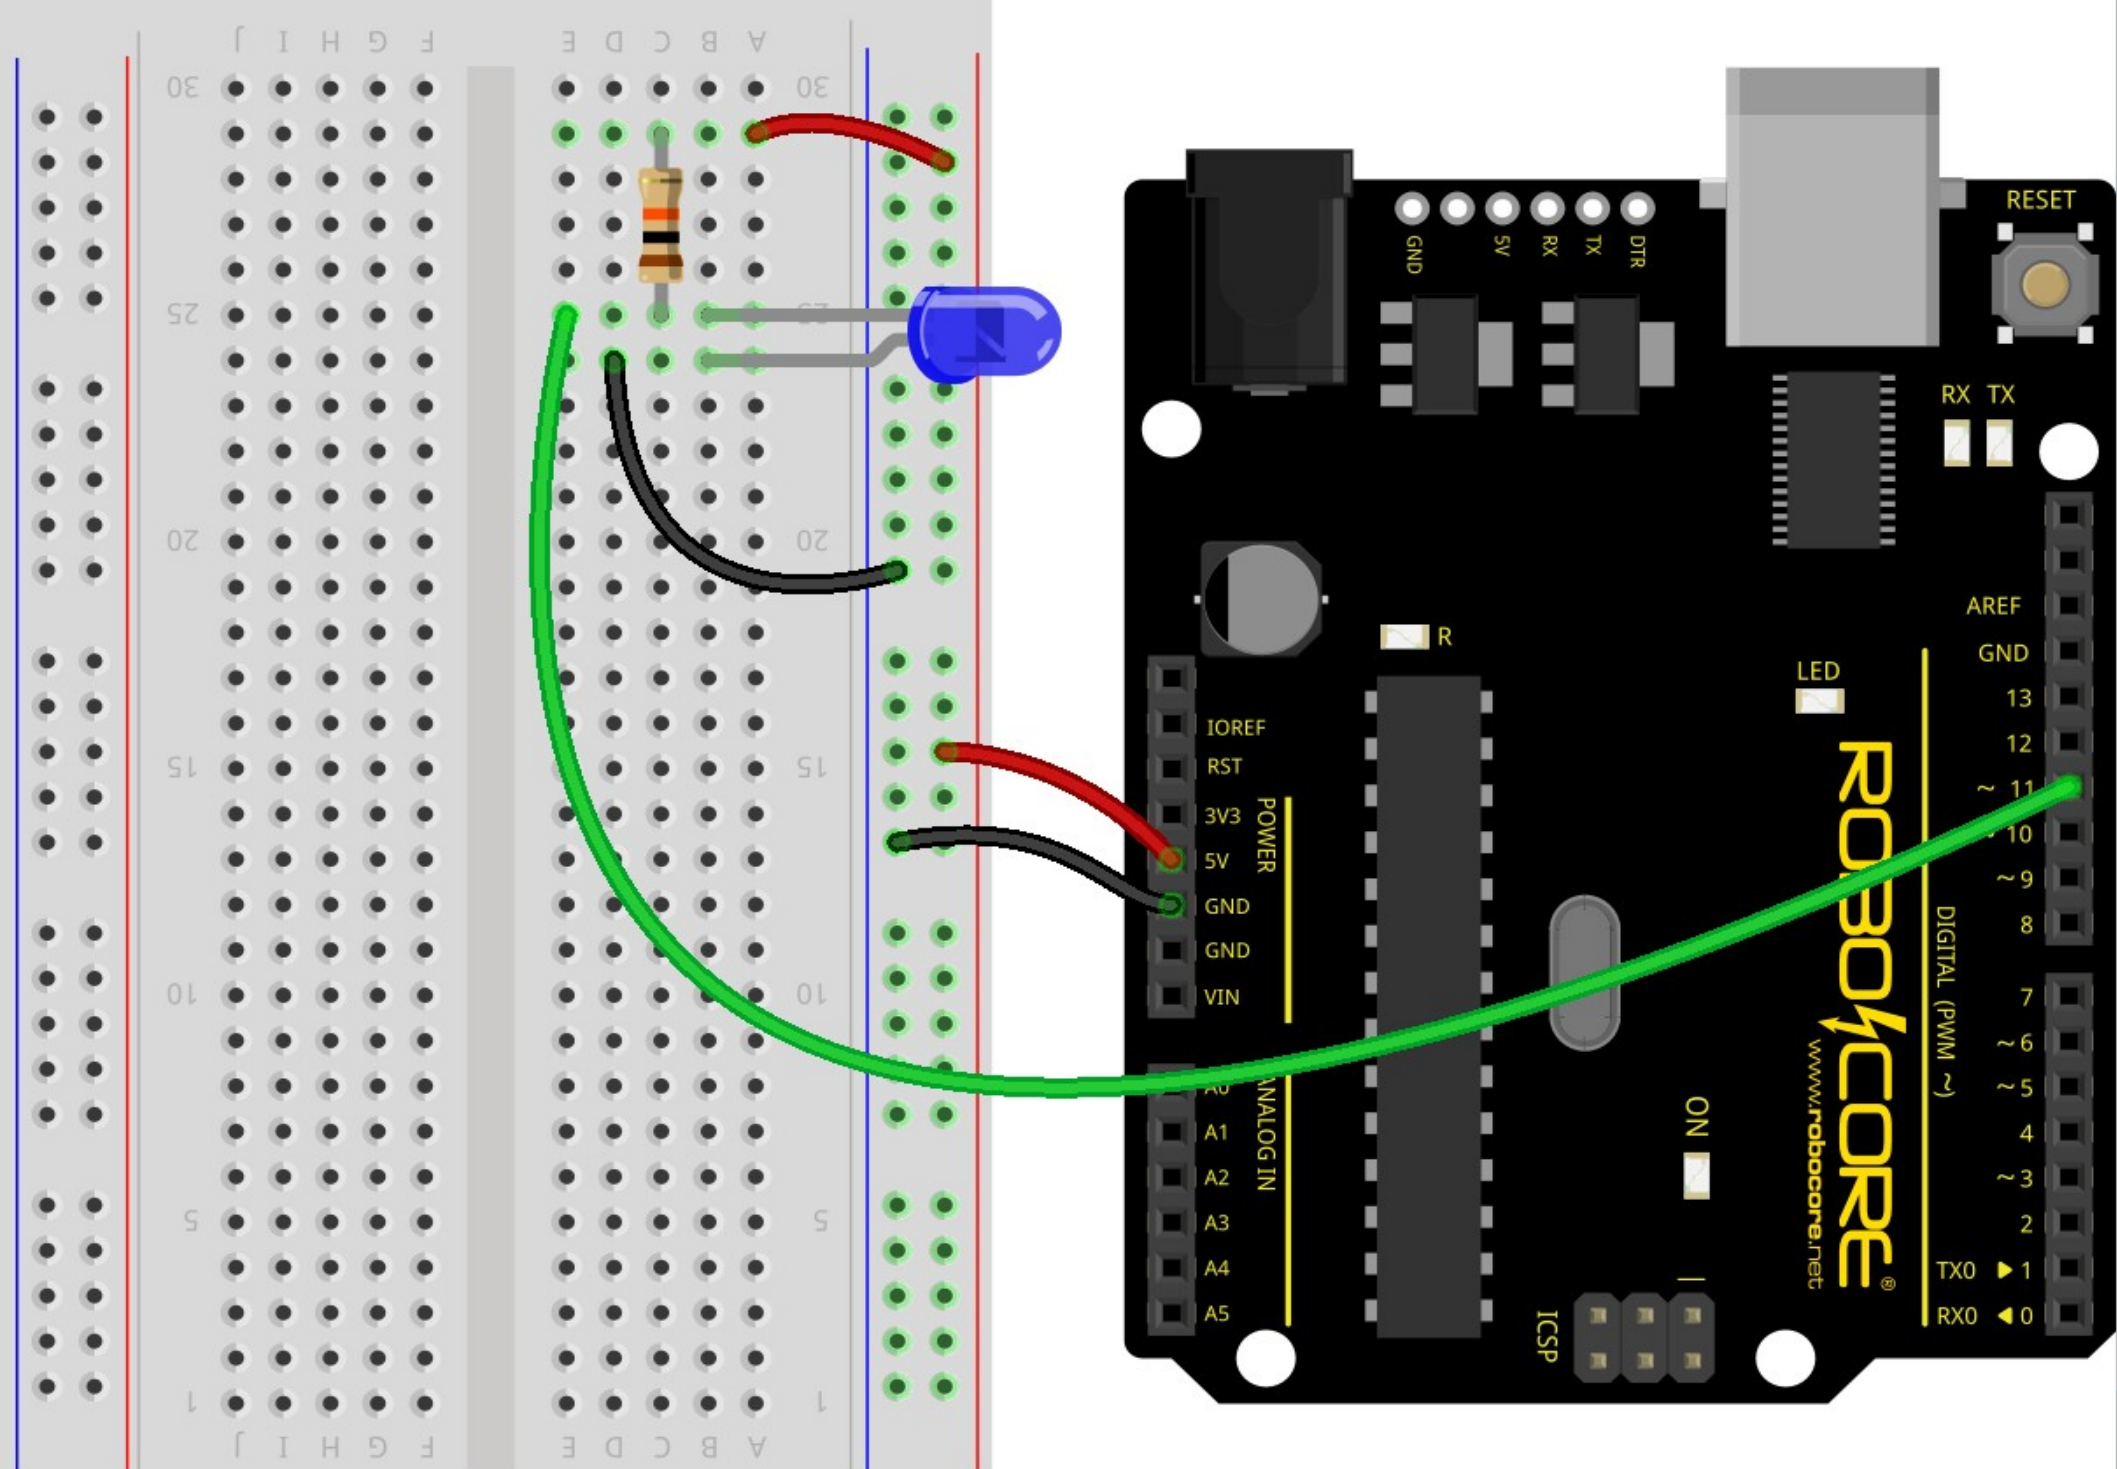 J I H G F E D C B A
30 30
25 25
20 20
15 15
10 10
5 5
1 1
J I H G F E D C B A
GND 5V RX TX DTR
RESET
RX TX
R
LED
IOREF
RST
3V3
5V
GND
GND
VIN
POWER
A0
A1
A2
A3
A4
A5
ANALOG IN
AREF
GND
13
12
~ 11
~ 10
~ 9
8
7
~ 6
~ 5
4
~ 3
2
TX0 ▶ 1
RX0 ◀ 0
DIGITAL (PWM ~)
ROBOCORE®
www.robocore.net
ON
ICSP